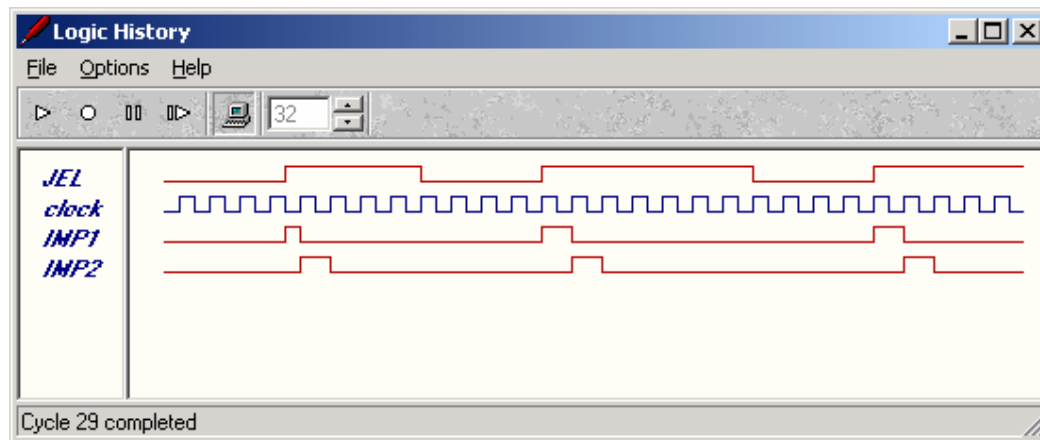 Logic History
File Options Help
32
JEL
clock
IMP1
IMP2
Cycle 29 completed